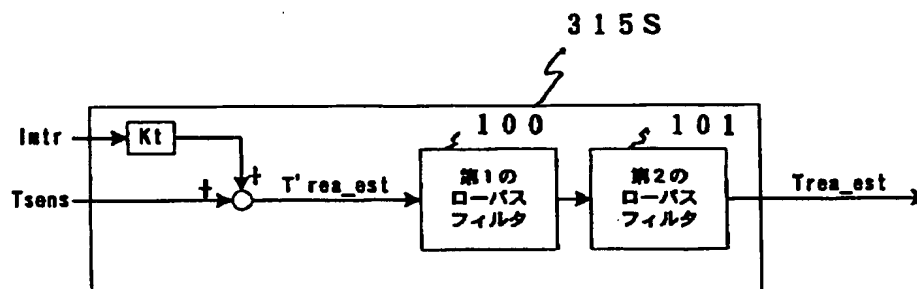 315S
Imtr
Kt
100
101
+
+
Tsens
T'rea_est
第1の
ローパス
フィルタ
第2の
ローパス
フィルタ
Trea_est